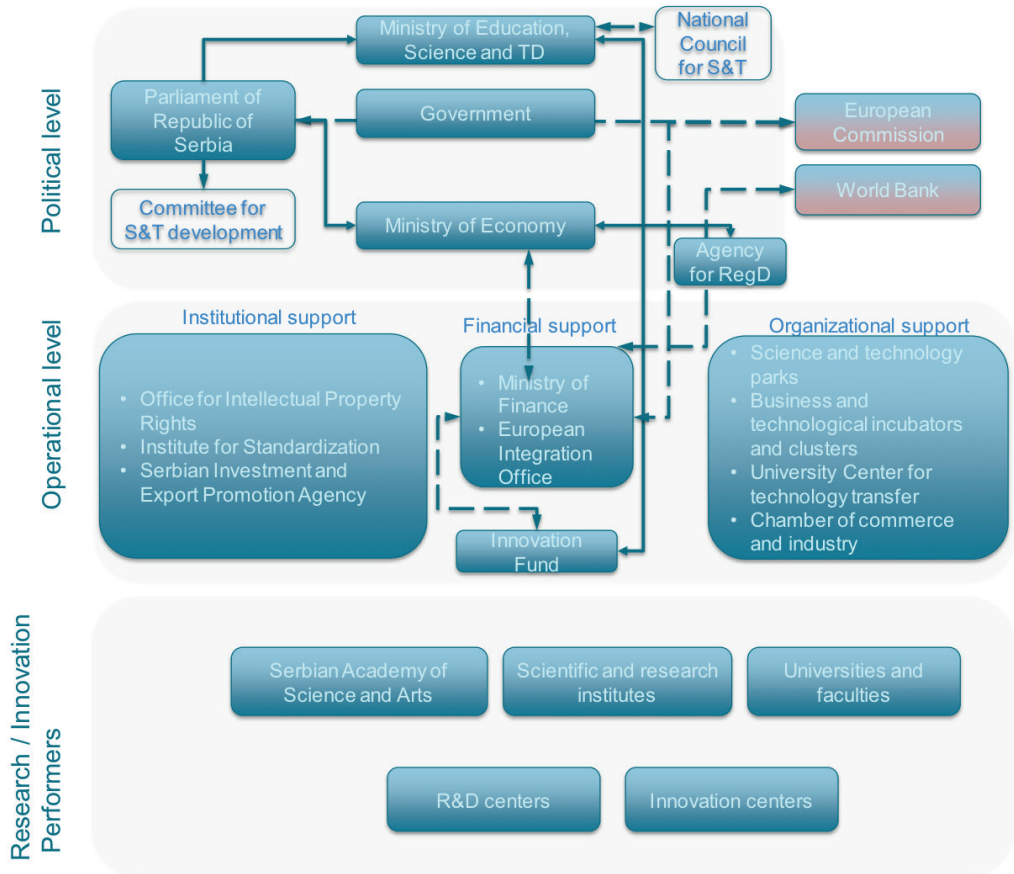 Political level
Ministry of Education,
Science and TD
National
Council
for S&T
Parliament of
Republic of
Serbia
Government
European
Commission
Committee for
S&T development
Ministry of Economy
World Bank
Agency
for RegD
Operational level
Institutional support
• Office for Intellectual Property
Rights
• Institute for Standardization
• Serbian Investment and
Export Promotion Agency
Financial support
• Ministry of
Finance
• European
Integration
Office
Innovation
Fund
Organizational support
• Science and technology
parks
• Business and
technological incubators
and clusters
• University Center for
technology transfer
• Chamber of commerce
and industry
Research / Innovation
Performers
Serbian Academy of
Science and Arts
Scientific and research
institutes
Universities and
faculties
R&D centers
Innovation centers